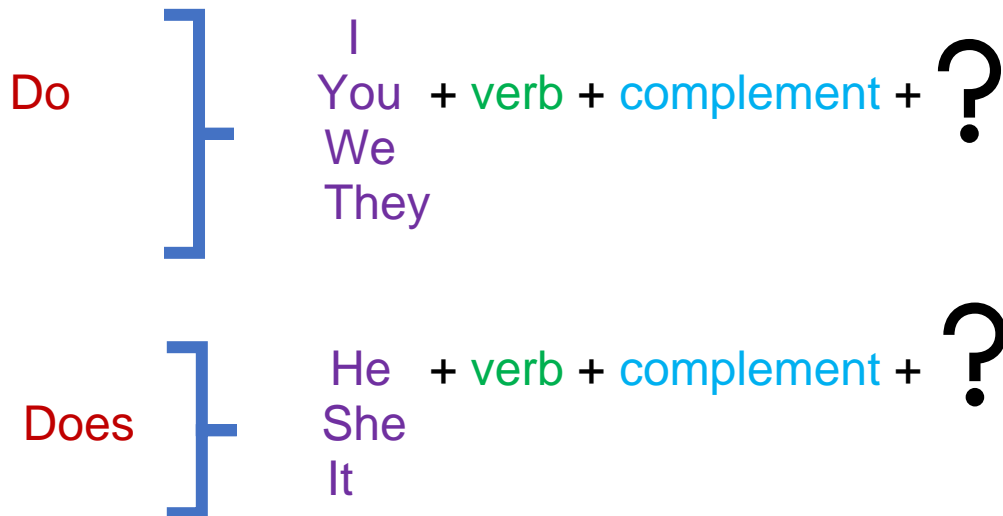 I
Do You + verb + complement + ?
We
They
He + verb + complement + ?
Does She
It